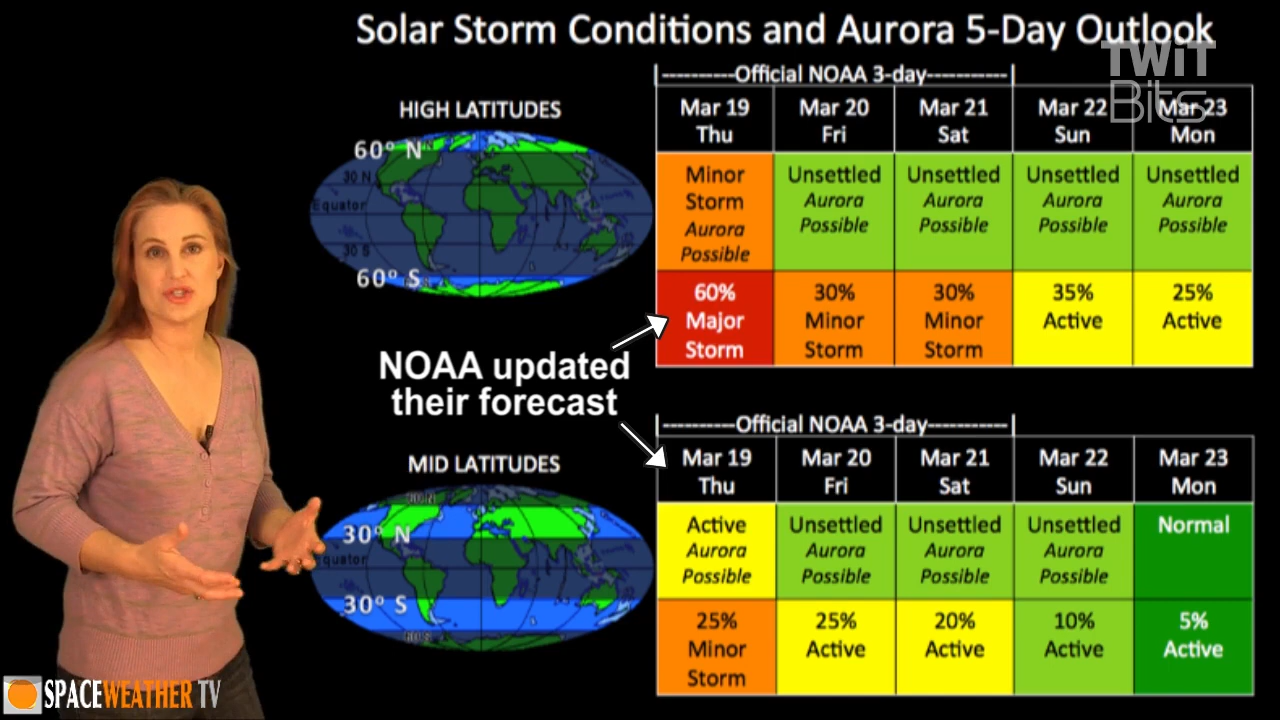 Solar Storm Conditions and Aurora 5-Day Outlook
TWiT
Bits
|----------Official NOAA 3-day-----------|
HIGH LATITUDES
60° N
30 N
Equator
30 S
60° S
Mar 19 Mar 20 Mar 21 Mar 22 Mar 23
Thu Fri Sat Sun Mon
Minor Unsettled Unsettled Unsettled Unsettled
Storm Aurora Aurora Aurora Aurora
Aurora Possible Possible Possible Possible
Possible
60% 30% 30% 35% 25%
Major Minor Minor Active Active
Storm Storm Storm
NOAA updated
their forecast
|----------Official NOAA 3-day-----------|
MID LATITUDES
60 N
30° N
Equator
30° S
60 S
Mar 19 Mar 20 Mar 21 Mar 22 Mar 23
Thu Fri Sat Sun Mon
Active Unsettled Unsettled Unsettled Normal
Aurora Aurora Aurora Aurora
Possible Possible Possible Possible
25% 25% 20% 10% 5%
Minor Active Active Active Active
Storm
SPACEWEATHER TV